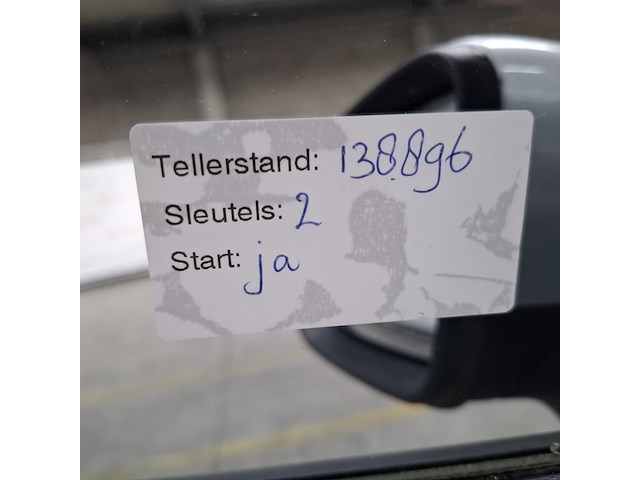 Tellerstand: 138.896
Sleutels: 2
Start: ja